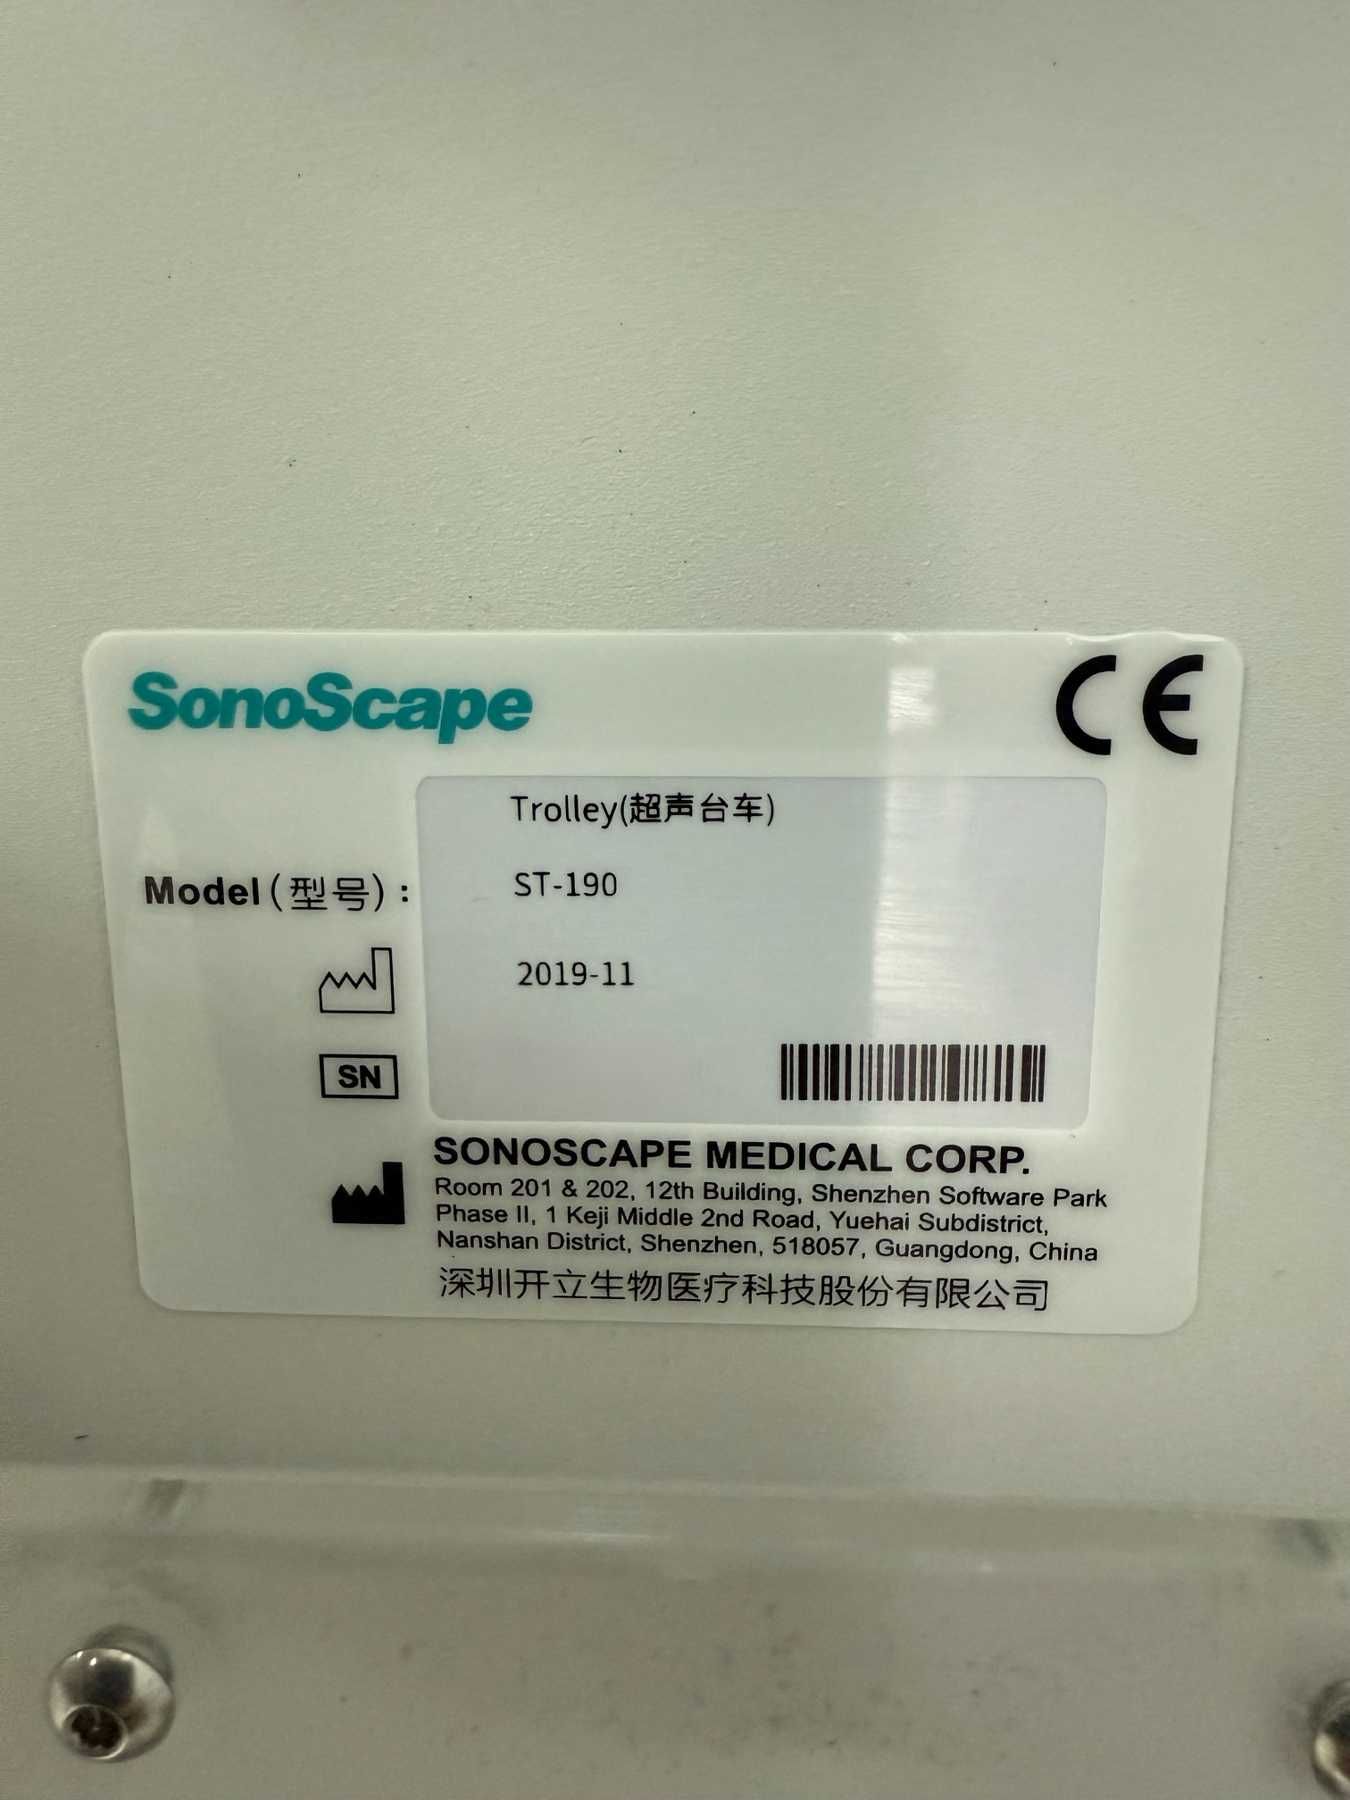 SonoScape
CE
Trolley(超声台车)
Model(型号): ST-190
2019-11
SN
SONOSCAPE MEDICAL CORP.
Room 201 & 202, 12th Building, Shenzhen Software Park
Phase II, 1 Keji Middle 2nd Road, Yuehai Subdistrict,
Nanshan District, Shenzhen, 518057, Guangdong, China
深圳开立生物医疗科技股份有限公司